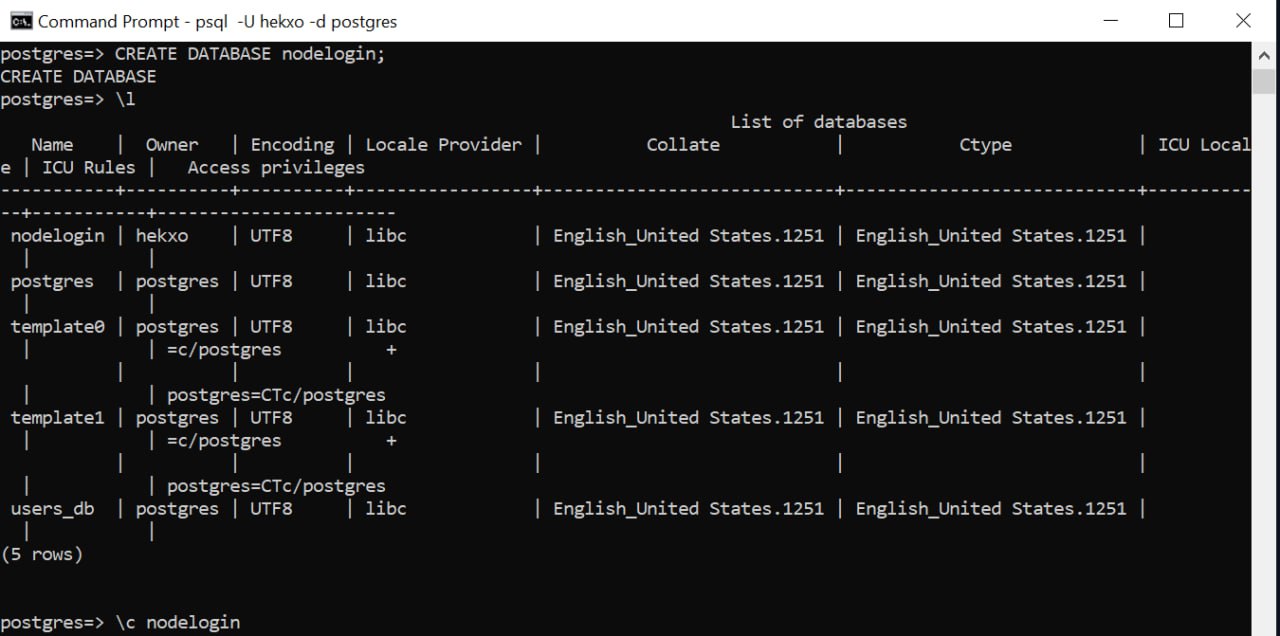 Command Prompt - psql  -U hekxo -d postgres
postgres=> CREATE DATABASE nodelogin;
CREATE DATABASE
postgres=> \l
                                                                     List of databases
   Name    |  Owner   | Encoding | Locale Provider |          Collate           |           Ctype            | ICU Local
e | ICU Rules |   Access privileges
-----------+----------+----------+-----------------+----------------------------+----------------------------+----------
--+-----------+-----------------------
 nodelogin | hekxo    | UTF8     | libc            | English_United States.1251 | English_United States.1251 |
  |           |
 postgres  | postgres | UTF8     | libc            | English_United States.1251 | English_United States.1251 |
  |           |
 template0 | postgres | UTF8     | libc            | English_United States.1251 | English_United States.1251 |
  |           | =c/postgres          +
           |          |          |                 |                            |                            |
  |           | postgres=CTc/postgres
 template1 | postgres | UTF8     | libc            | English_United States.1251 | English_United States.1251 |
  |           | =c/postgres          +
           |          |          |                 |                            |                            |
  |           | postgres=CTc/postgres
 users_db  | postgres | UTF8     | libc            | English_United States.1251 | English_United States.1251 |
  |           |
(5 rows)
postgres=> \c nodelogin